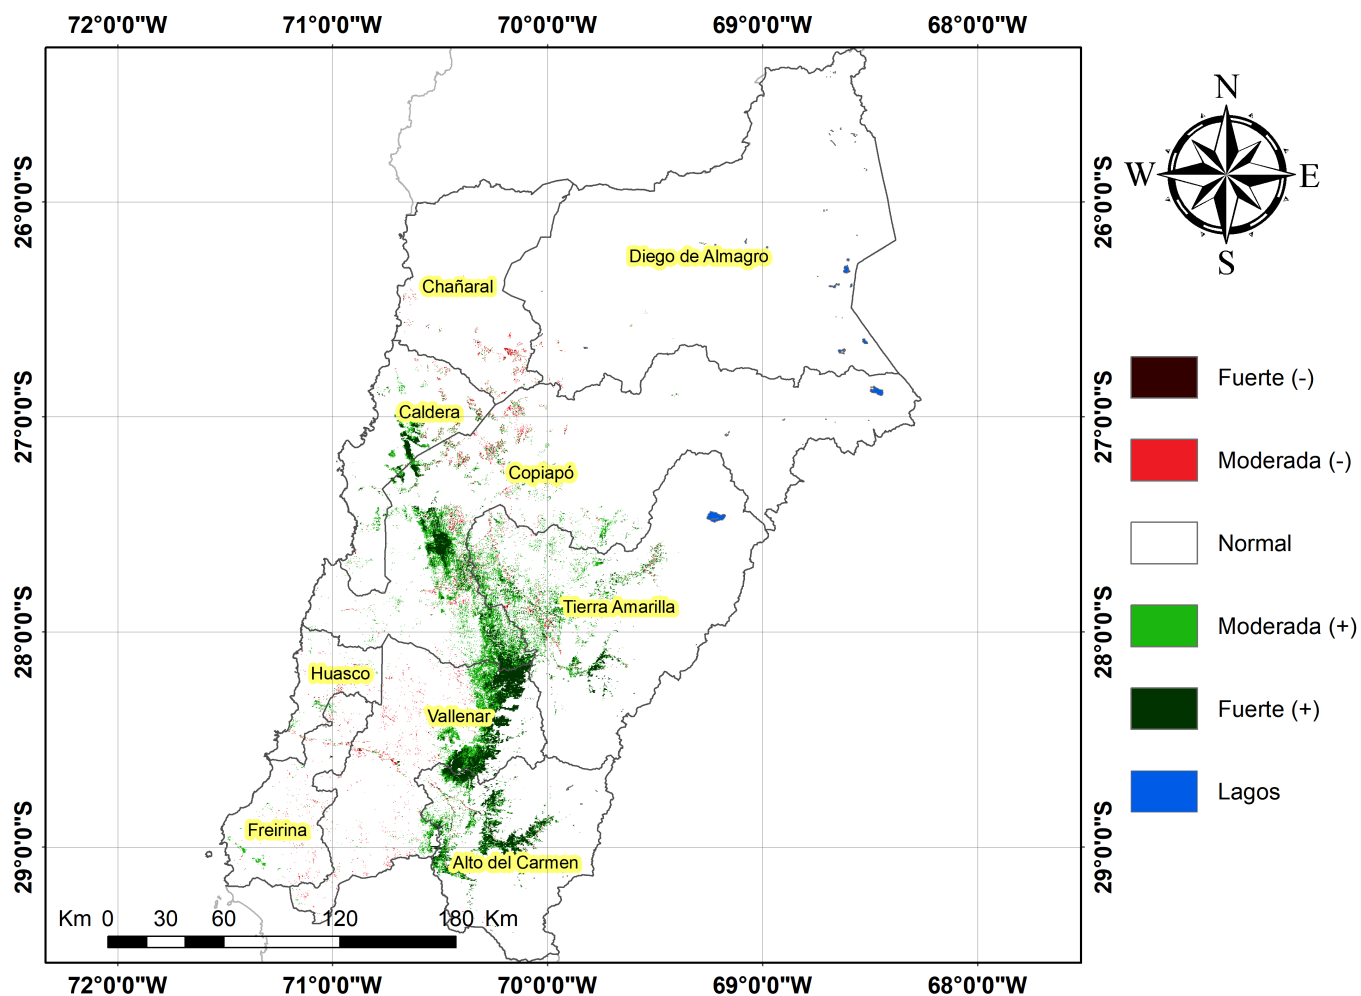 72°0'0"W 71°0'0"W 70°0'0"W 69°0'0"W 68°0'0"W
N
W E
S
26°0'0"S 26°0'0"S
Diego de Almagro
Chañaral
Fuerte (-)
27°0'0"S 27°0'0"S
Caldera
Moderada (-)
Copiapó
Normal
28°0'0"S 28°0'0"S
Tierra Amarilla
Moderada (+)
Huasco
Vallenar
Fuerte (+)
Lagos
29°0'0"S 29°0'0"S
Freirina
Alto del Carmen
Km 0 30 60 120 180 Km
72°0'0"W 71°0'0"W 70°0'0"W 69°0'0"W 68°0'0"W